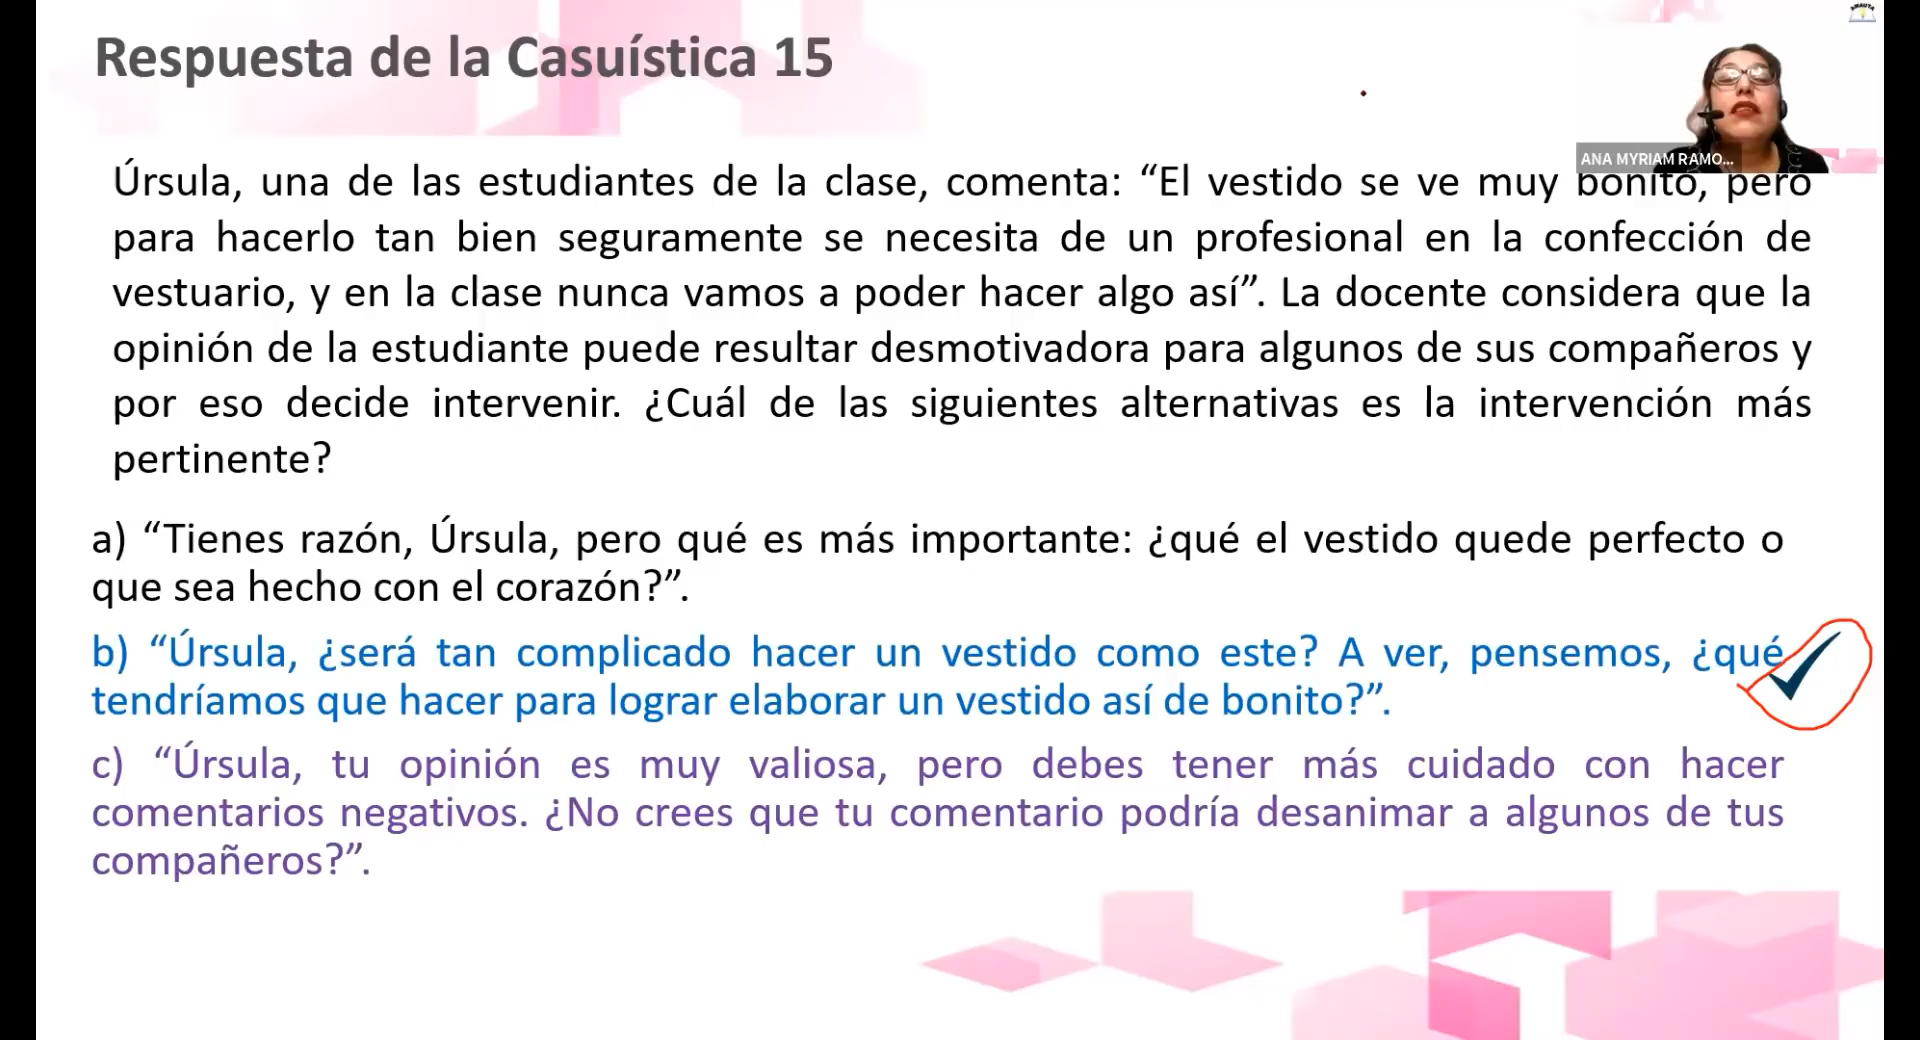 Respuesta de la Casuística 15
AMAUTA
ANA MYRIAM RAMO...
Úrsula, una de las estudiantes de la clase, comenta: “El vestido se ve muy bonito, pero
para hacerlo tan bien seguramente se necesita de un profesional en la confección de
vestuario, y en la clase nunca vamos a poder hacer algo así”. La docente considera que la
opinión de la estudiante puede resultar desmotivadora para algunos de sus compañeros y
por eso decide intervenir. ¿Cuál de las siguientes alternativas es la intervención más
pertinente?
a) “Tienes razón, Úrsula, pero qué es más importante: ¿qué el vestido quede perfecto o
que sea hecho con el corazón?”.
b) “Úrsula, ¿será tan complicado hacer un vestido como este? A ver, pensemos, ¿qué
tendríamos que hacer para lograr elaborar un vestido así de bonito?”.
c) “Úrsula, tu opinión es muy valiosa, pero debes tener más cuidado con hacer
comentarios negativos. ¿No crees que tu comentario podría desanimar a algunos de tus
compañeros?”.